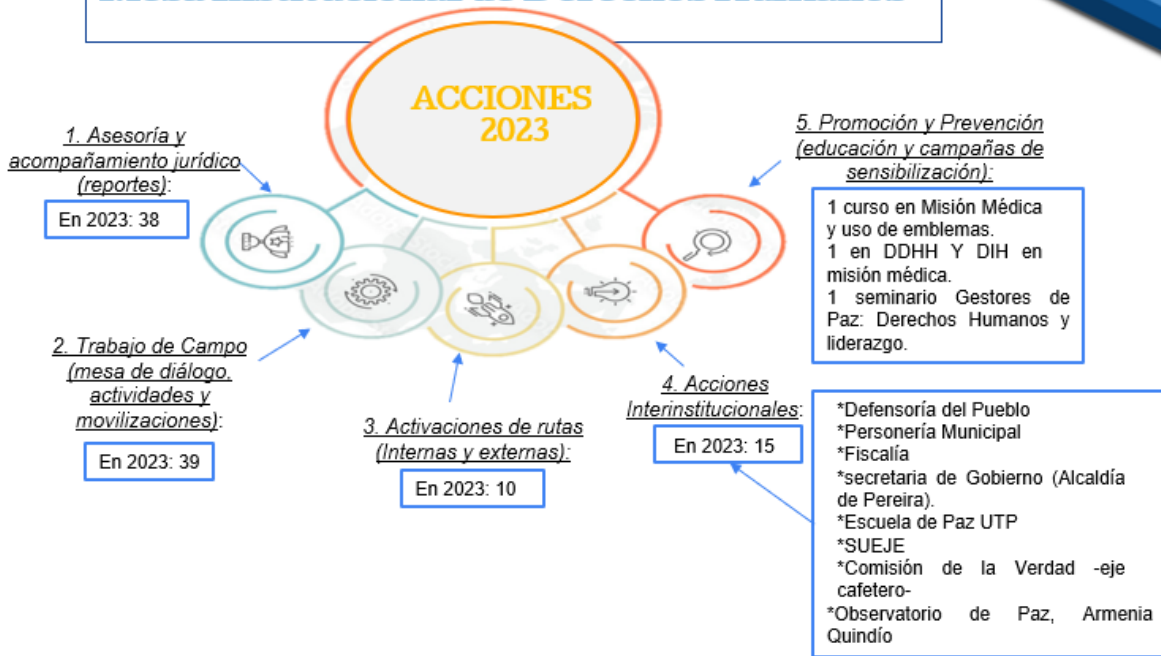 Mesa Institucional de Derechos Humanos
ACCIONES
2023
1. Asesoría y
acompañamiento jurídico
(reportes):
En 2023: 38
2. Trabajo de Campo
(mesa de diálogo,
actividades y
movilizaciones):
En 2023: 39
3. Activaciones de rutas
(Internas y externas):
En 2023: 10
4. Acciones
Interinstitucionales:
En 2023: 15
*Defensoría del Pueblo
*Personería Municipal
*Fiscalía
*secretaria de Gobierno (Alcaldía
de Pereira).
*Escuela de Paz UTP
*SUEJE
*Comisión de la Verdad -eje
cafetero-
*Observatorio de Paz, Armenia
Quindío
5. Promoción y Prevención
(educación y campañas de
sensibilización):
1 curso en Misión Médica
y uso de emblemas.
1 en DDHH Y DIH en
misión médica.
1 seminario Gestores de
Paz: Derechos Humanos y
liderazgo.